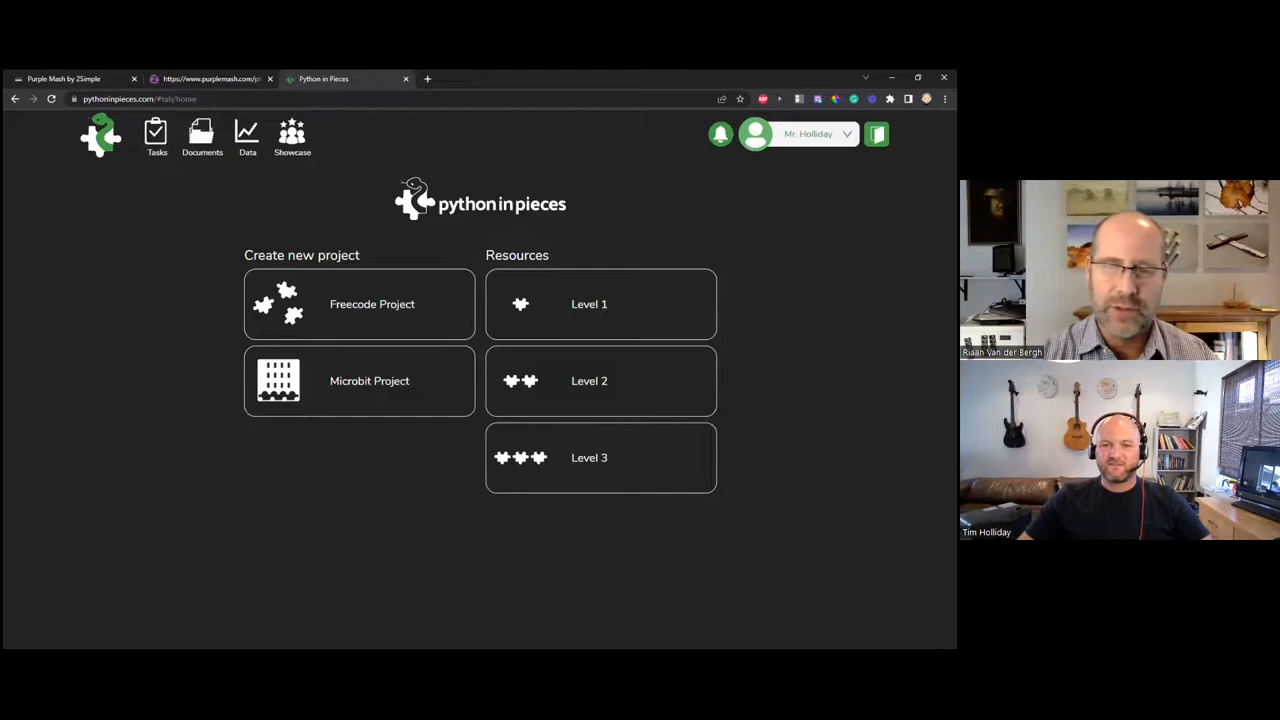 Purple Mash by 2Simple
https://www.purplemash.com/pl
Python in Pieces
pythoninpieces.com/#tab/home
Tasks
Documents
Data
Showcase
Mr. Holliday
python in pieces
Create new project
Resources
Freecode Project
Level 1
Microbit Project
Level 2
Level 3
Riaan Van der Bergh
Tim Holliday